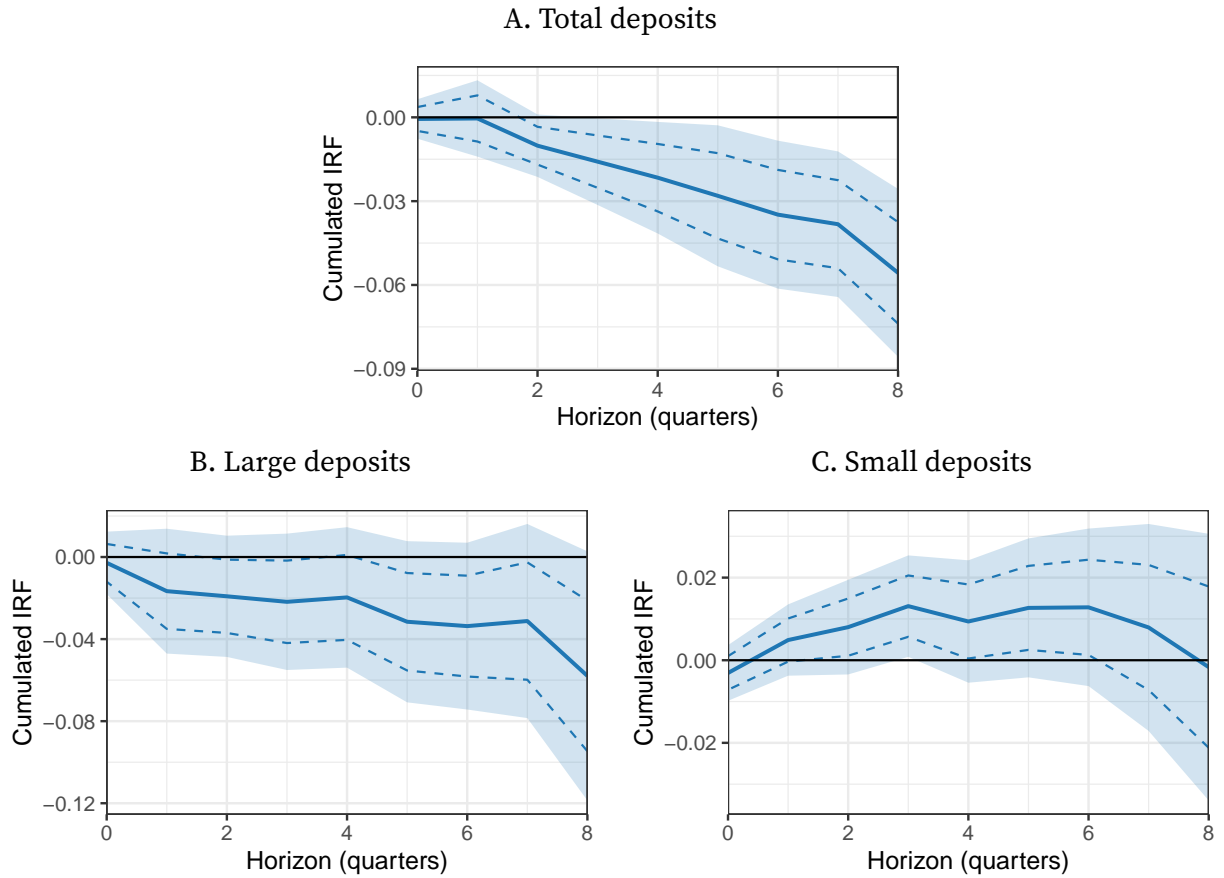 A. Total deposits
Cumulated IRF
0.00
−0.03
−0.06
−0.09
0 2 4 6 8
Horizon (quarters)
B. Large deposits
Cumulated IRF
0.00
−0.04
−0.08
−0.12
0 2 4 6 8
Horizon (quarters)
C. Small deposits
Cumulated IRF
0.02
0.00
−0.02
0 2 4 6 8
Horizon (quarters)